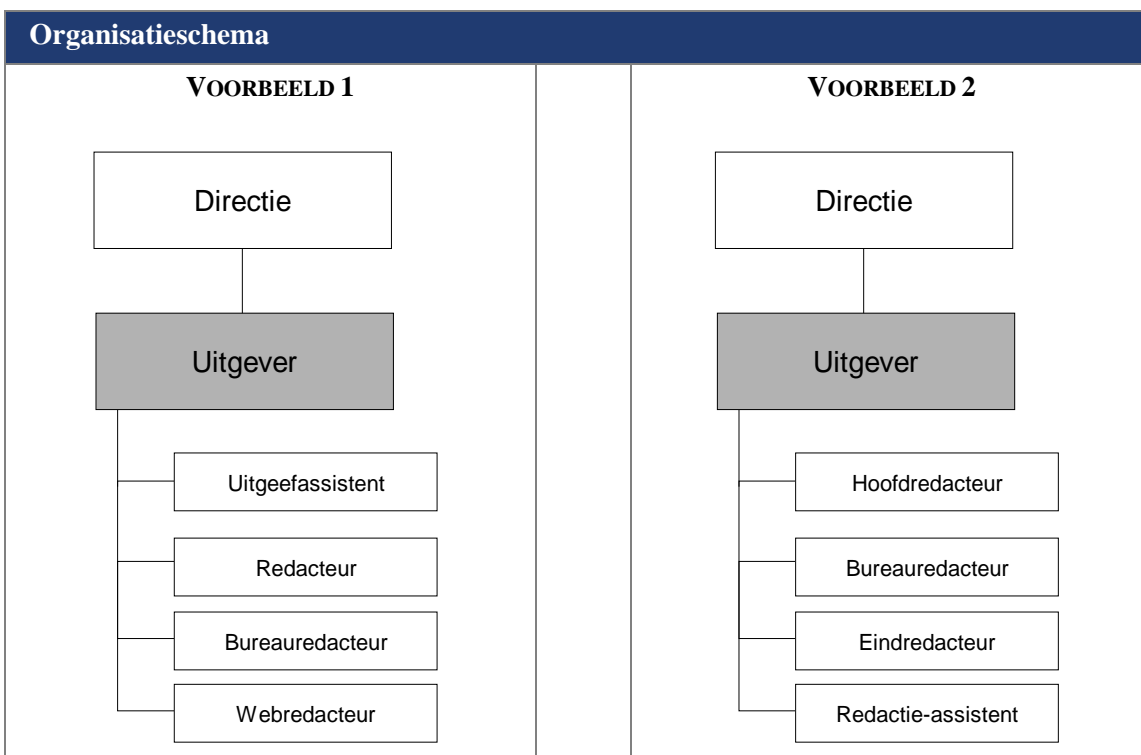 Organisatieschema
VOORBEELD 1
Directie
Uitgever
Uitgeefassistent
Redacteur
Bureauredacteur
Webredacteur
VOORBEELD 2
Directie
Uitgever
Hoofdredacteur
Bureauredacteur
Eindredacteur
Redactie-assistent